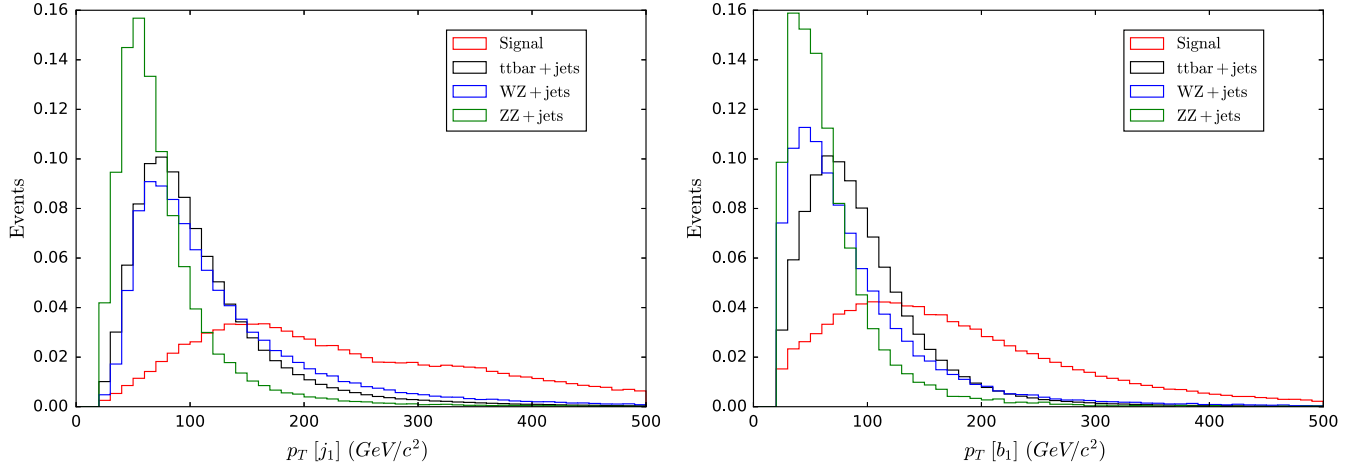 0.16
0.14
0.12
0.10
0.08
0.06
0.04
0.02
0.00
Events
0 100 200 300 400 500
p_T [j_1] (GeV/c^2)
Signal
ttbar + jets
WZ + jets
ZZ + jets
0.16
0.14
0.12
0.10
0.08
0.06
0.04
0.02
0.00
Events
0 100 200 300 400 500
p_T [b_1] (GeV/c^2)
Signal
ttbar + jets
WZ + jets
ZZ + jets